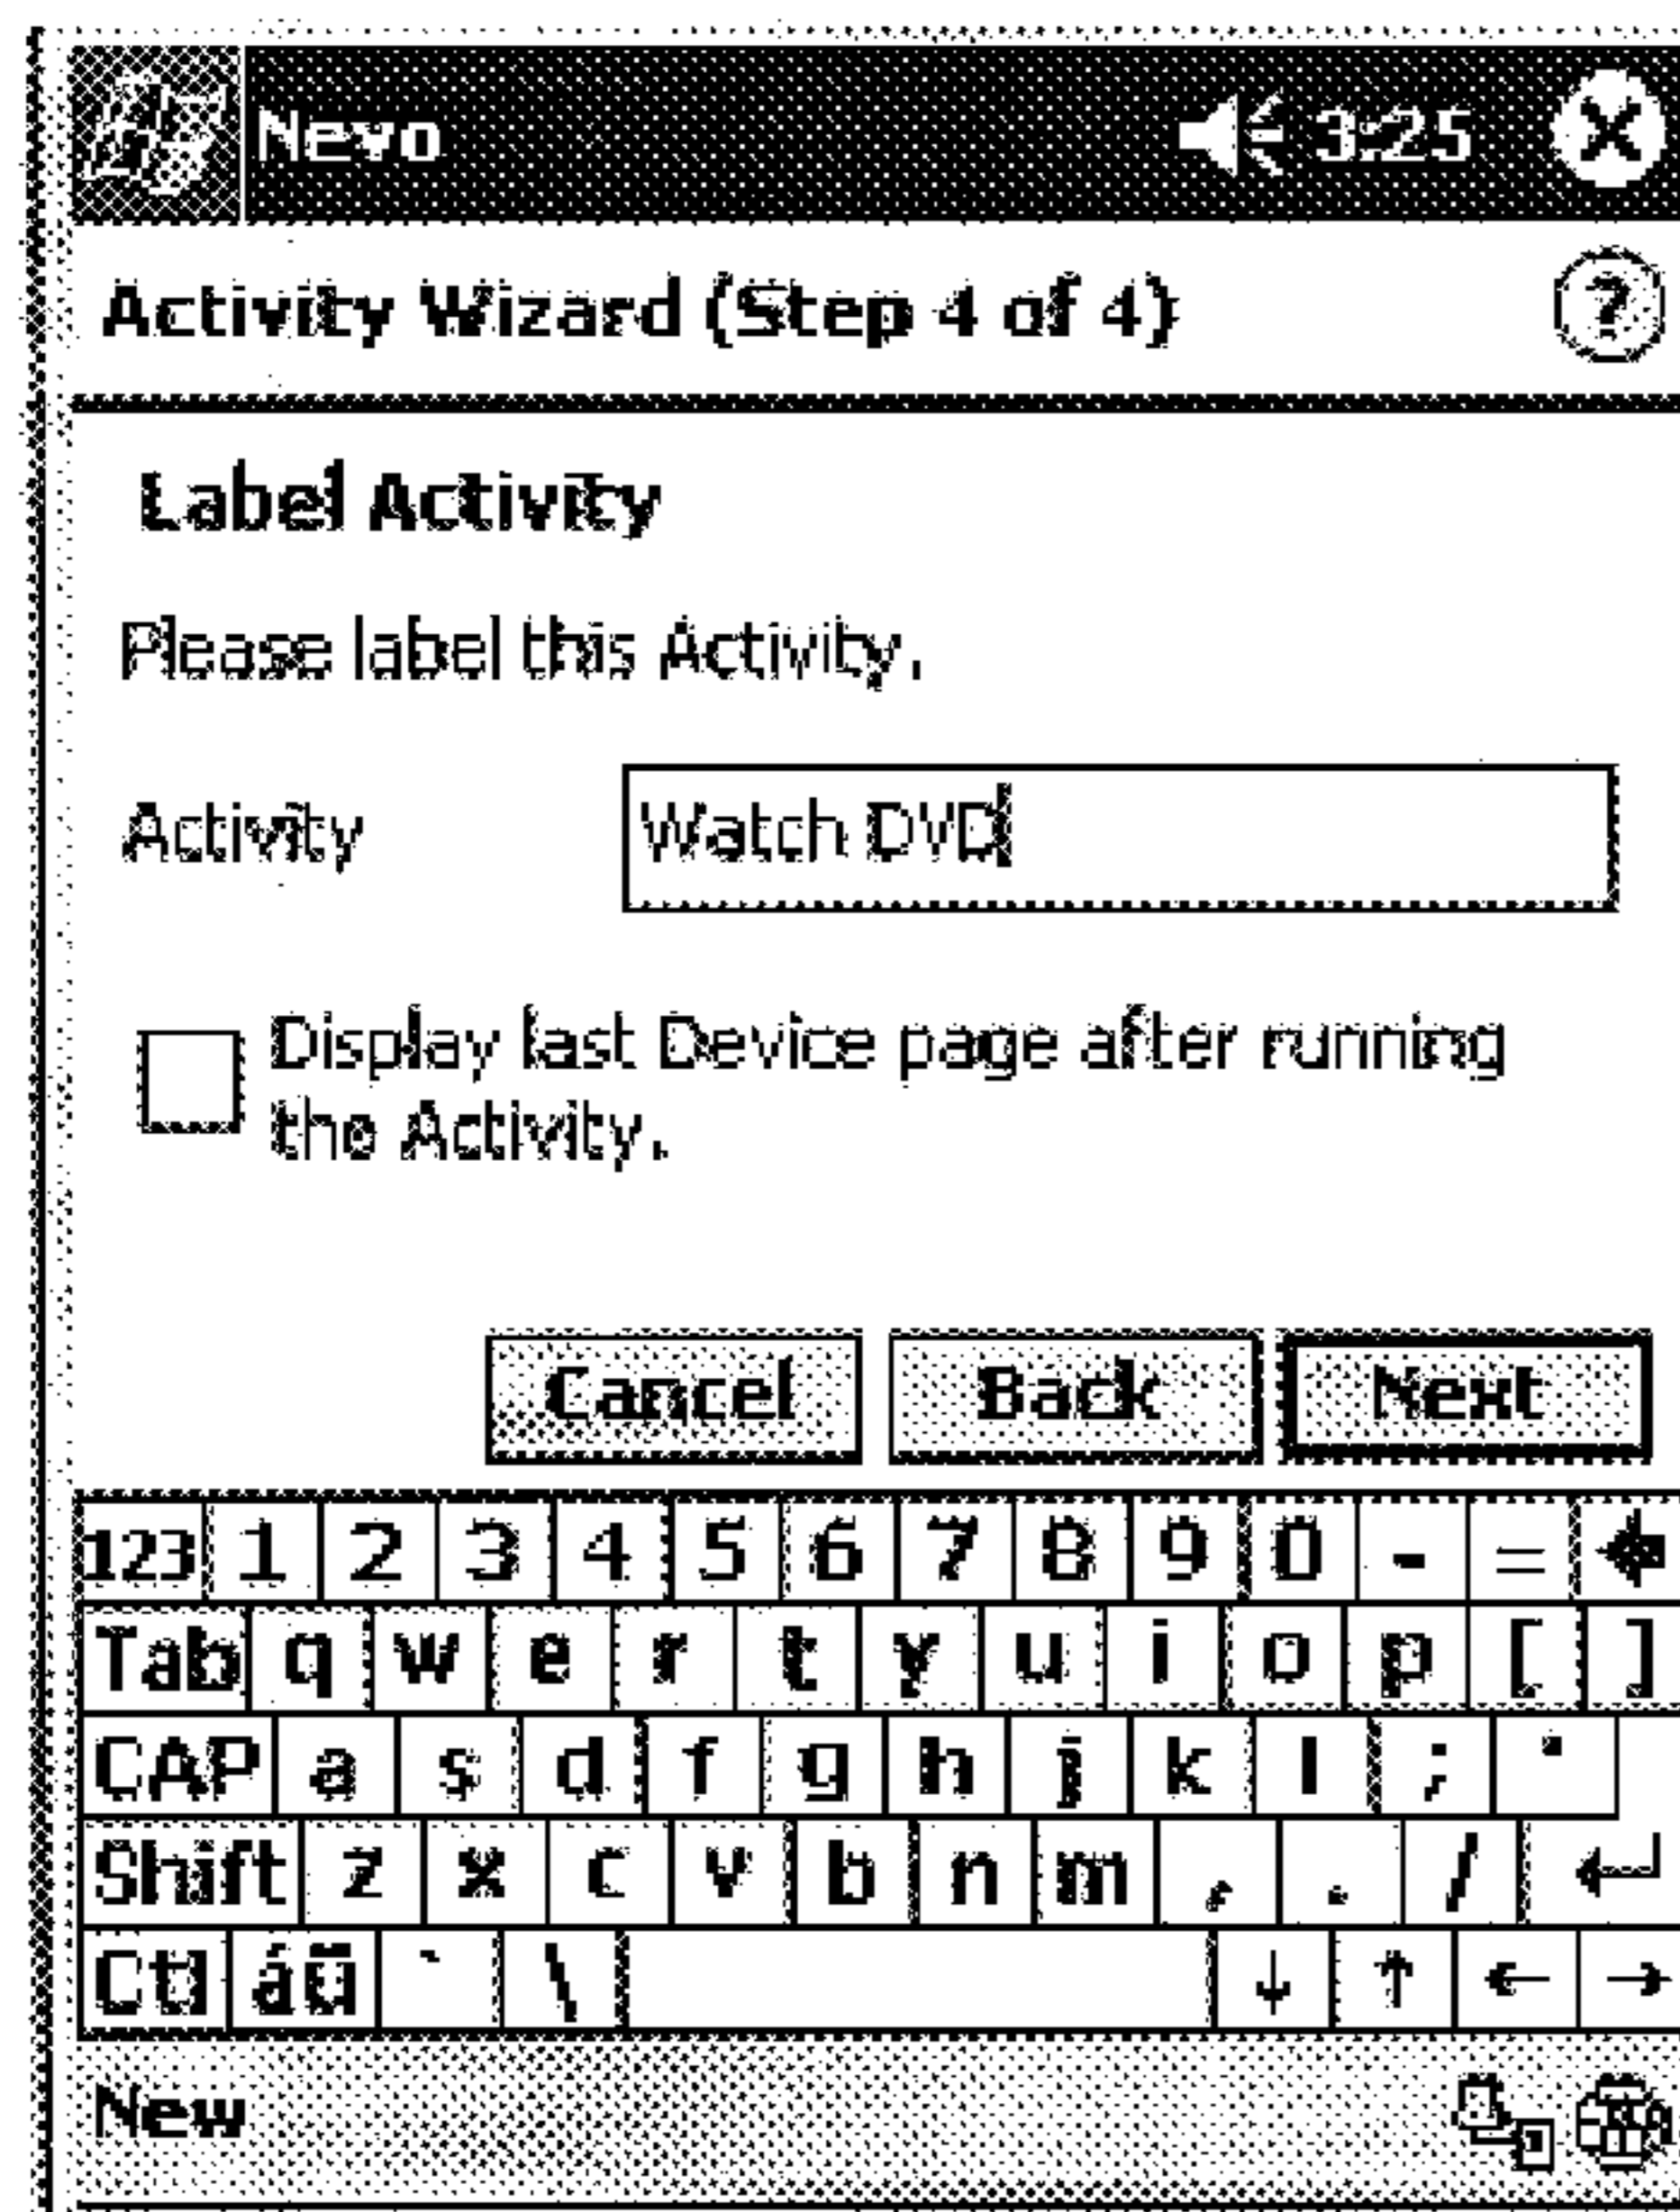 Nevo 3:25 X
Activity Wizard (Step 4 of 4) ?
Label Activity
Please label this Activity.
Activity Watch DVD
Display last Device page after running
the Activity.
Cancel Back Next
123 1 2 3 4 5 6 7 8 9 0 - = ←
Tab q w e r t y u i o p [ ]
CAP a s d f g h j k l ; '
Shift z x c v b n m , . / ↵
Ctl áü ` \ ↓ ↑ ← →
New